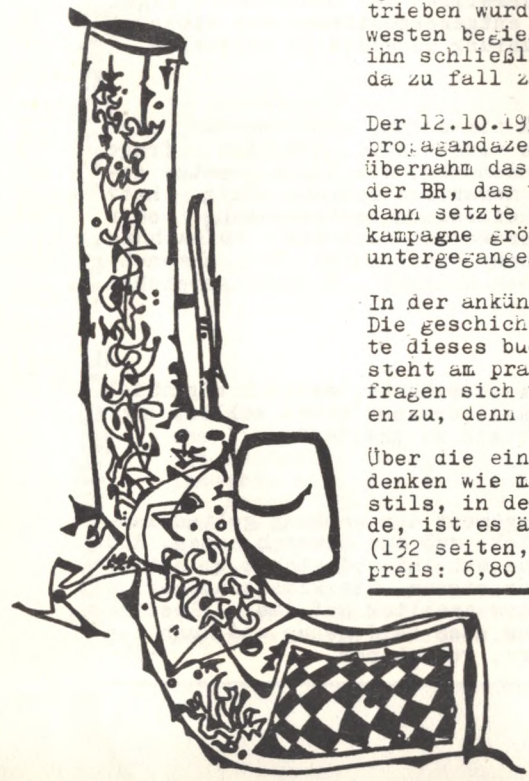 trieben wurd
westen begie
ihn schließl
da zu fall z
Der 12.10.19
propagandaze
übernahm das
der BR, das
dann setzte
kampagne grö
untergegange
In der ankün
Die geschich
te dieses bu
steht am pra
fragen sich
en zu, denn
Über die ein
denken wie m
stils, in de
de, ist es ä
(132 seiten,
preis: 6,80